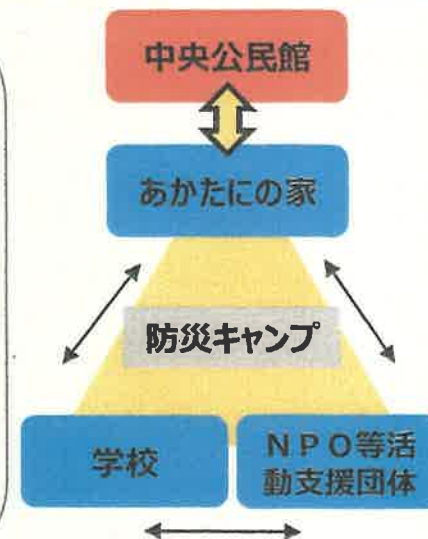 中央公民館
あかたにの家
防災キャンプ
学校
NPO等活
動支援団体